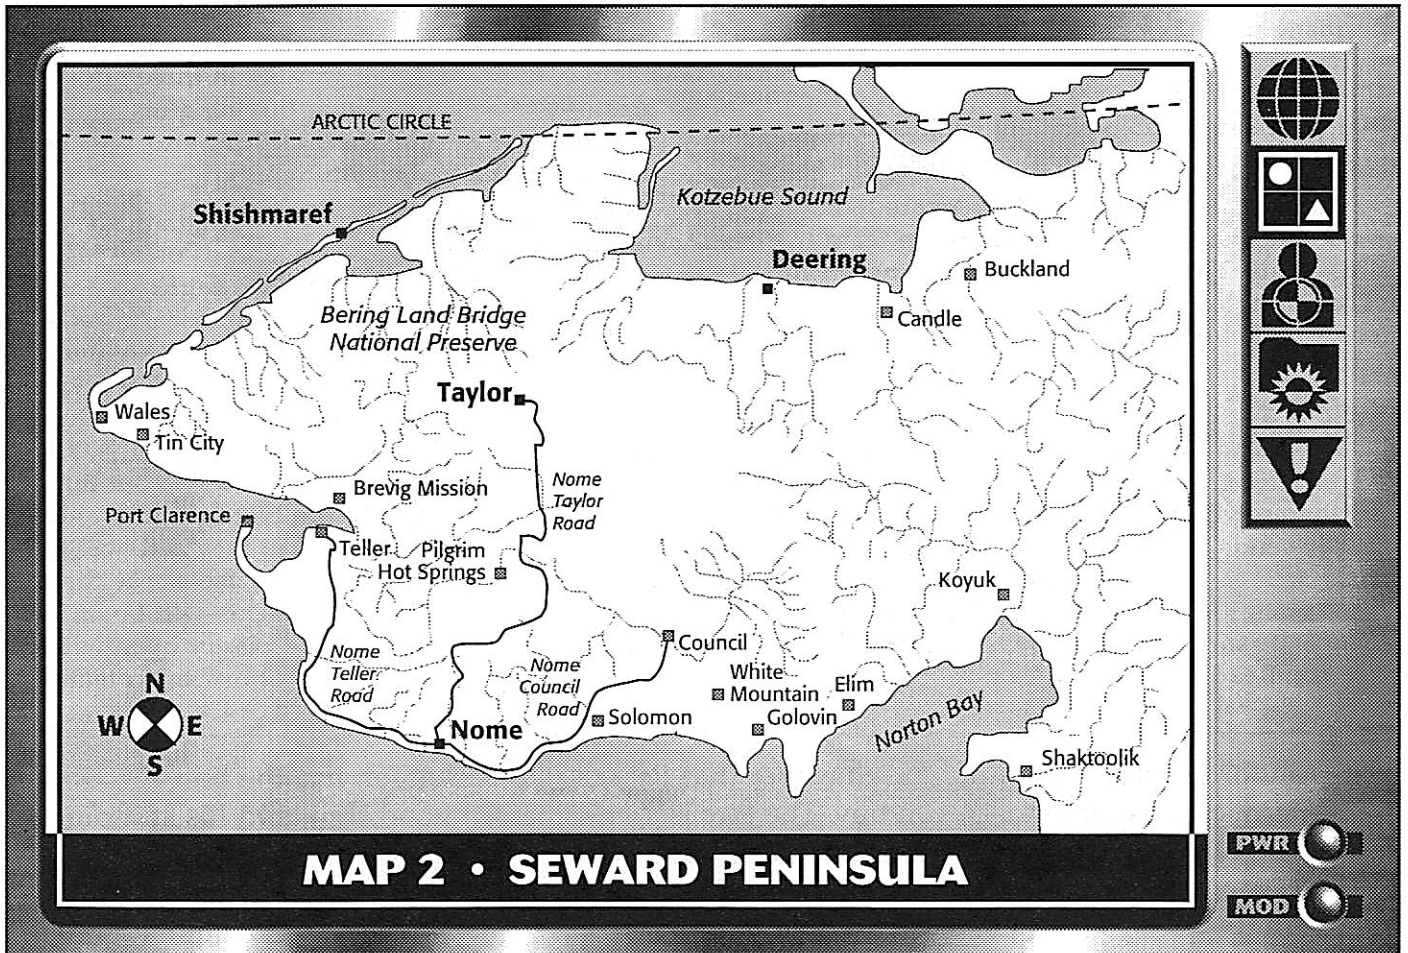 ARCTIC CIRCLE
Kotzebue Sound
Shishmaref
Deering
Buckland
Candle
Bering Land Bridge
National Preserve
Taylor
Wales
Tin City
Brevig Mission
Nome
Taylor
Road
Port Clarence
Teller
Pilgrim
Hot Springs
Koyuk
Council
Nome
Teller
Road
Nome
Council
Road
White
Mountain
Elim
Solomon
Golovin
Norton Bay
Nome
Shaktoolik
N
W E
S
MAP 2 • SEWARD PENINSULA
PWR
MOD